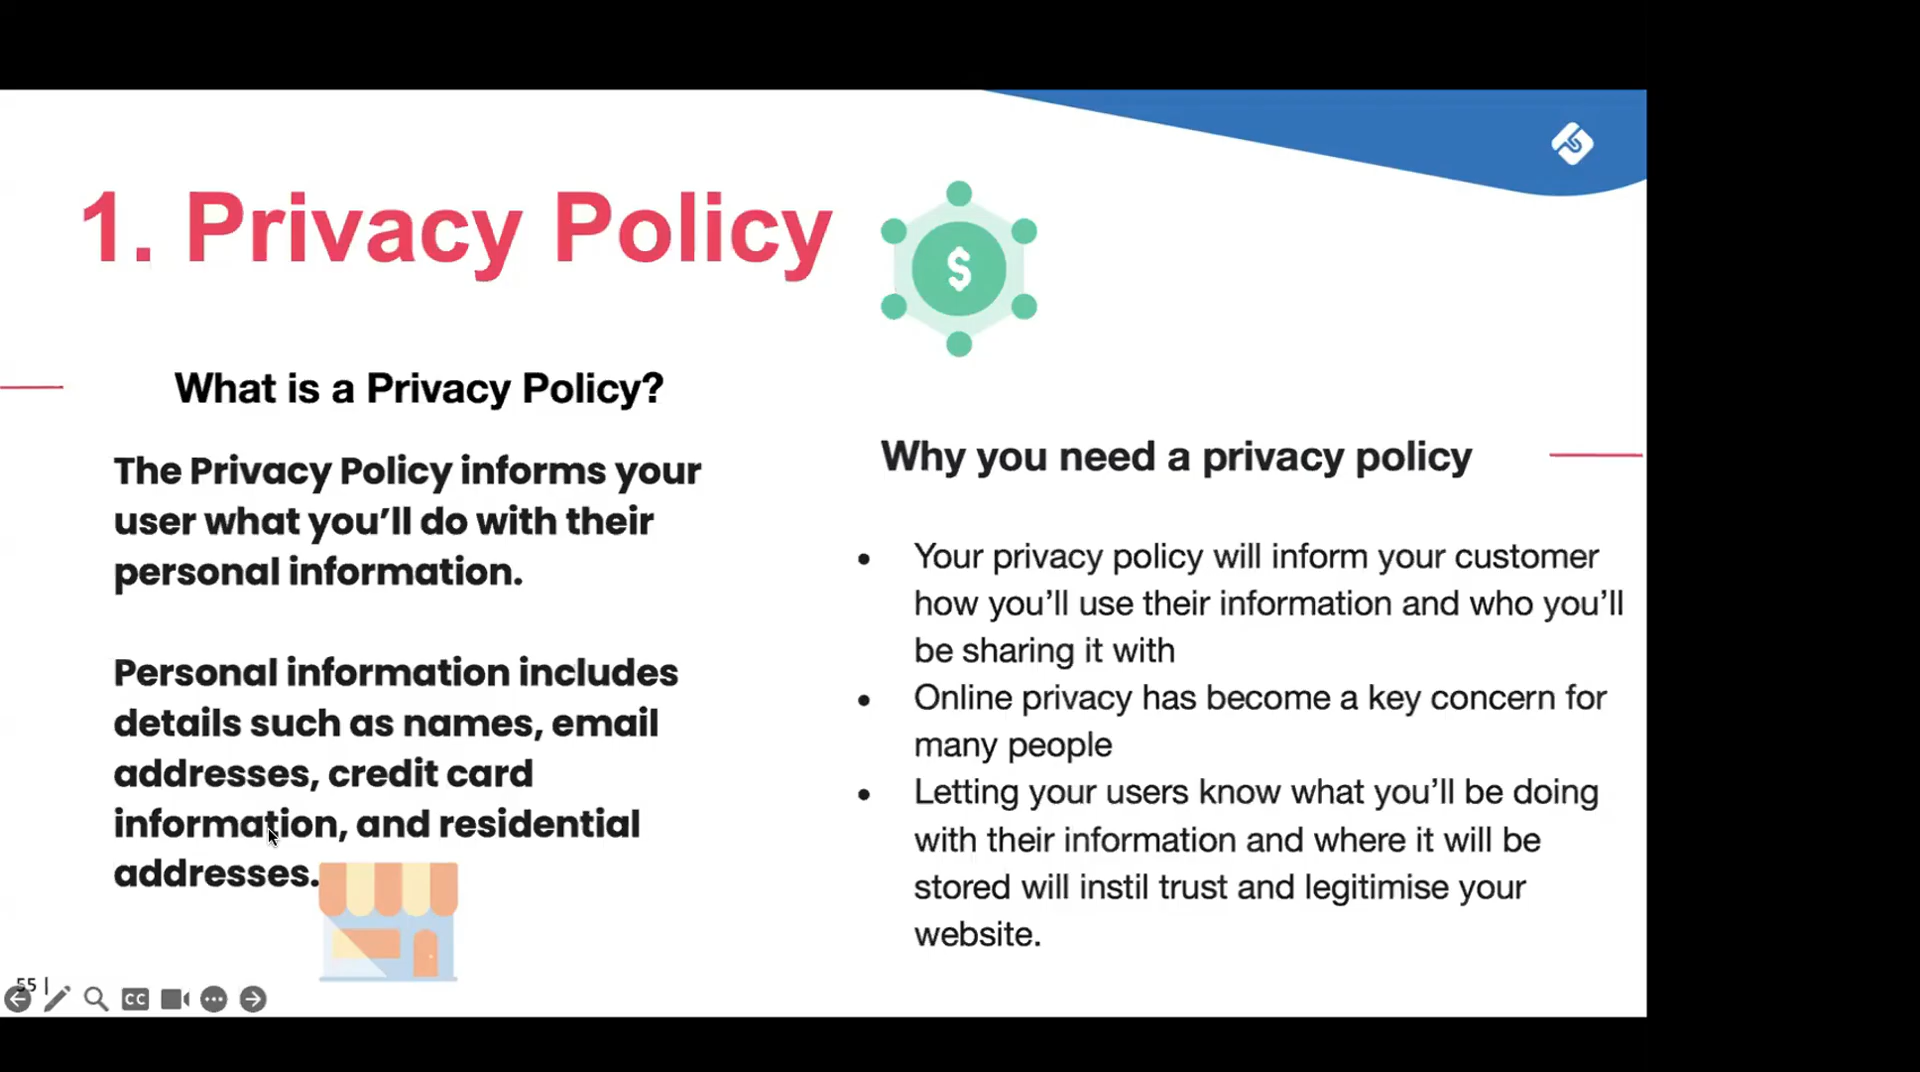 1. Privacy Policy
$
What is a Privacy Policy?
The Privacy Policy informs your
user what you'll do with their
personal information.
Personal information includes
details such as names, email
addresses, credit card
information, and residential
addresses.
Why you need a privacy policy
• Your privacy policy will inform your customer
how you'll use their information and who you'll
be sharing it with
• Online privacy has become a key concern for
many people
• Letting your users know what you'll be doing
with their information and where it will be
stored will instil trust and legitimise your
website.
55 |
CC